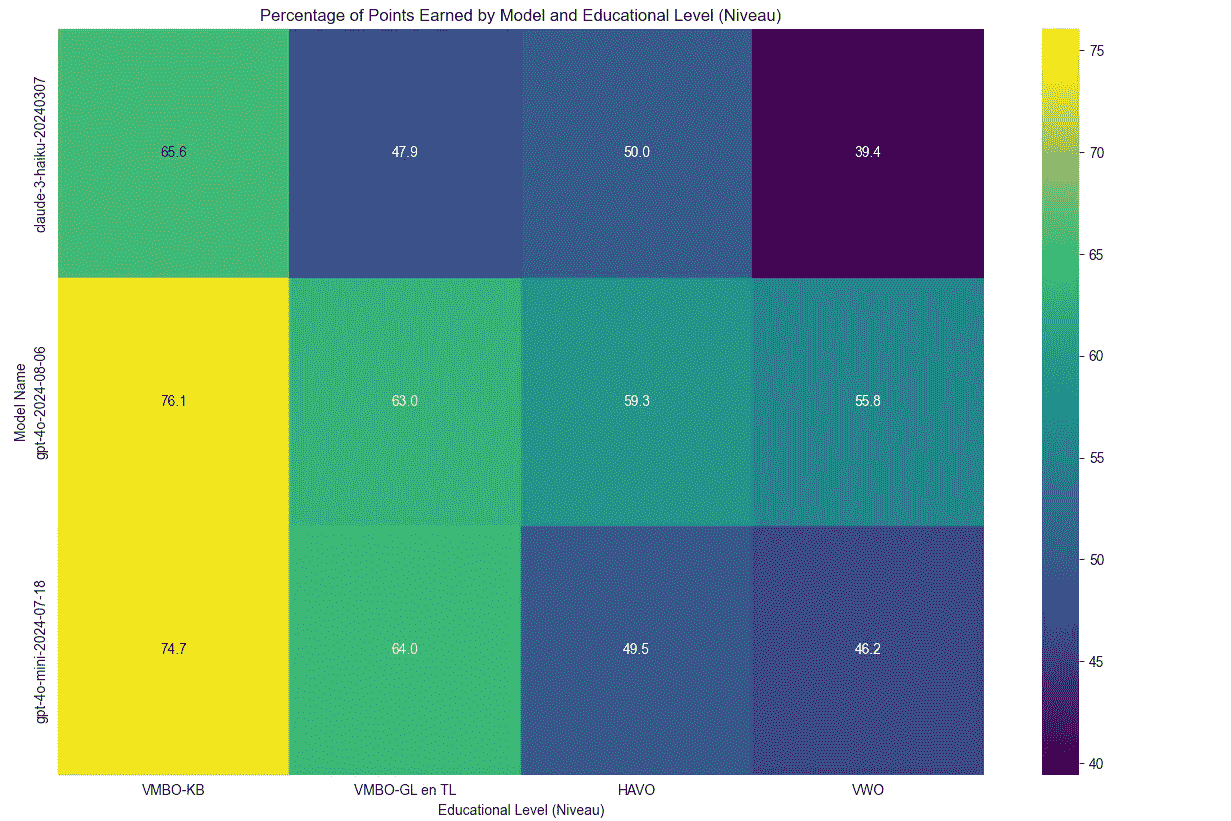 Percentage of Points Earned by Model and Educational Level (Niveau)
Model Name
claude-3-haiku-20240307
65.6 47.9 50.0 39.4
gpt-4o-2024-08-06
76.1 63.0 59.3 55.8
gpt-4o-mini-2024-07-18
74.7 64.0 49.5 46.2
VMBO-KB VMBO-GL en TL HAVO VWO
Educational Level (Niveau)
75
70
65
60
55
50
45
40